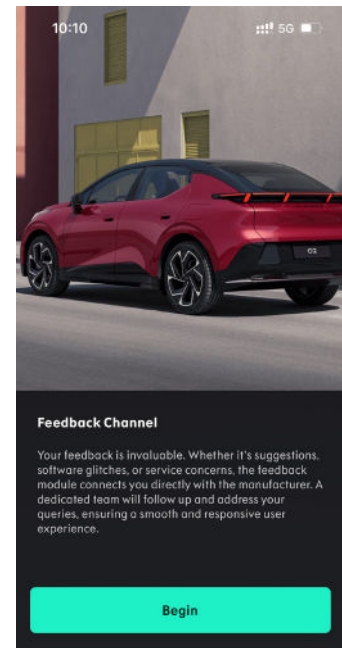 10:10
5G
02
Feedback Channel
Your feedback is invaluable. Whether it's suggestions,
software glitches, or service concerns, the feedback
module connects you directly with the manufacturer. A
dedicated team will follow up and address your
queries, ensuring a smooth and responsive user
experience.
Begin